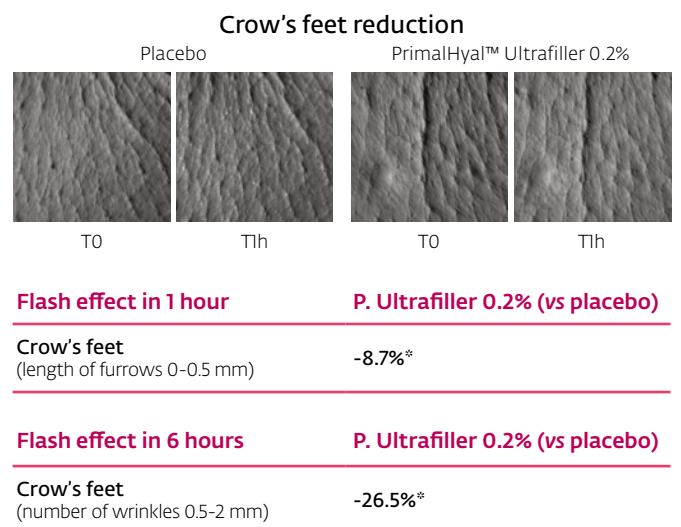 Crow's feet reduction
Placebo
PrimalHyal™ Ultrafiller 0.2%
T0
T1h
T0
T1h
Flash effect in 1 hour
P. Ultrafiller 0.2% (vs placebo)
Crow's feet
(length of furrows 0-0.5 mm)
-8.7%*
Flash effect in 6 hours
P. Ultrafiller 0.2% (vs placebo)
Crow's feet
(number of wrinkles 0.5-2 mm)
-26.5%*